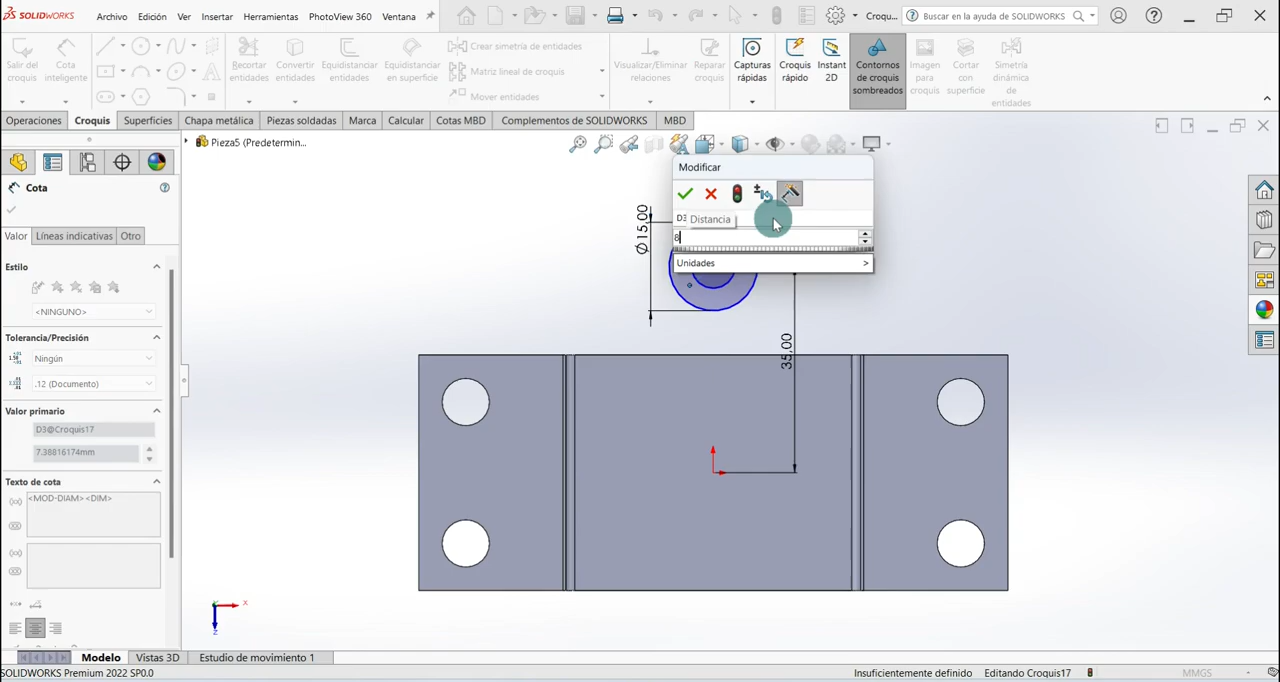 SOLIDWORKS
Archivo Edición Ver Insertar Herramientas PhotoView 360 Ventana
Croqu...
Buscar en la ayuda de SOLIDWORKS
Salir del croquis
Cota inteligente
Recortar entidades
Convertir entidades
Equidistanciar entidades
Equidistanciar en superficie
Crear simetría de entidades
Matriz lineal de croquis
Mover entidades
Visualizar/Eliminar relaciones
Reparar croquis
Capturas rápidas
Croquis rápido
Instant 2D
Contornos de croquis sombreados
Imagen para croquis
Cortar con superficie
Simetría dinámica de entidades
Operaciones Croquis Superficies Chapa metálica Piezas soldadas Marca Calcular Cotas MBD Complementos de SOLIDWORKS MBD
Pieza5 (Predetermin...
Cota
Valor Líneas indicativas Otro
Estilo
<NINGUNO>
Tolerancia/Precisión
Ningún
.12 (Documento)
Valor primario
D3@Croquis17
7.38816174mm
Texto de cota
<MOD-DIAM><DIM>
Modificar
D3
Distancia
8
Unidades >
∅15,00
35,00
x
z
Modelo Vistas 3D Estudio de movimiento 1
SOLIDWORKS Premium 2022 SP0.0
Insuficientemente definido Editando Croquis17 MMGS